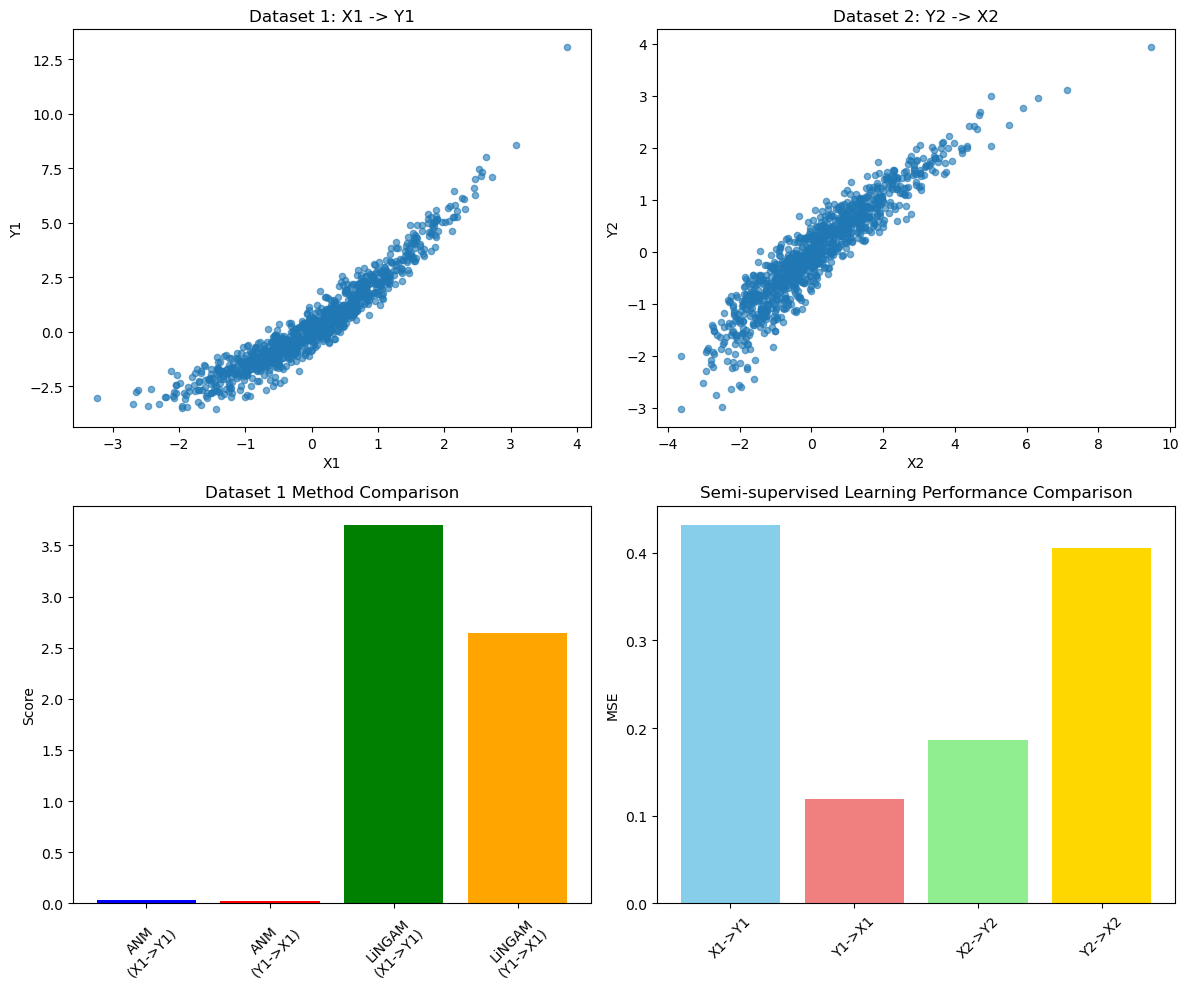 Dataset 1: X1 -> Y1
12.5
10.0
7.5
5.0
2.5
0.0
−2.5
Y1
−3 −2 −1 0 1 2 3 4
X1
Dataset 2: Y2 -> X2
4
3
2
1
0
−1
−2
−3
Y2
−4 −2 0 2 4 6 8 10
X2
Dataset 1 Method Comparison
3.5
3.0
2.5
2.0
1.5
1.0
0.5
0.0
Score
ANM
(X1->Y1)
ANM
(Y1->X1)
LiNGAM
(X1->Y1)
LiNGAM
(Y1->X1)
Semi-supervised Learning Performance Comparison
0.4
0.3
0.2
0.1
0.0
MSE
X1->Y1
Y1->X1
X2->Y2
Y2->X2